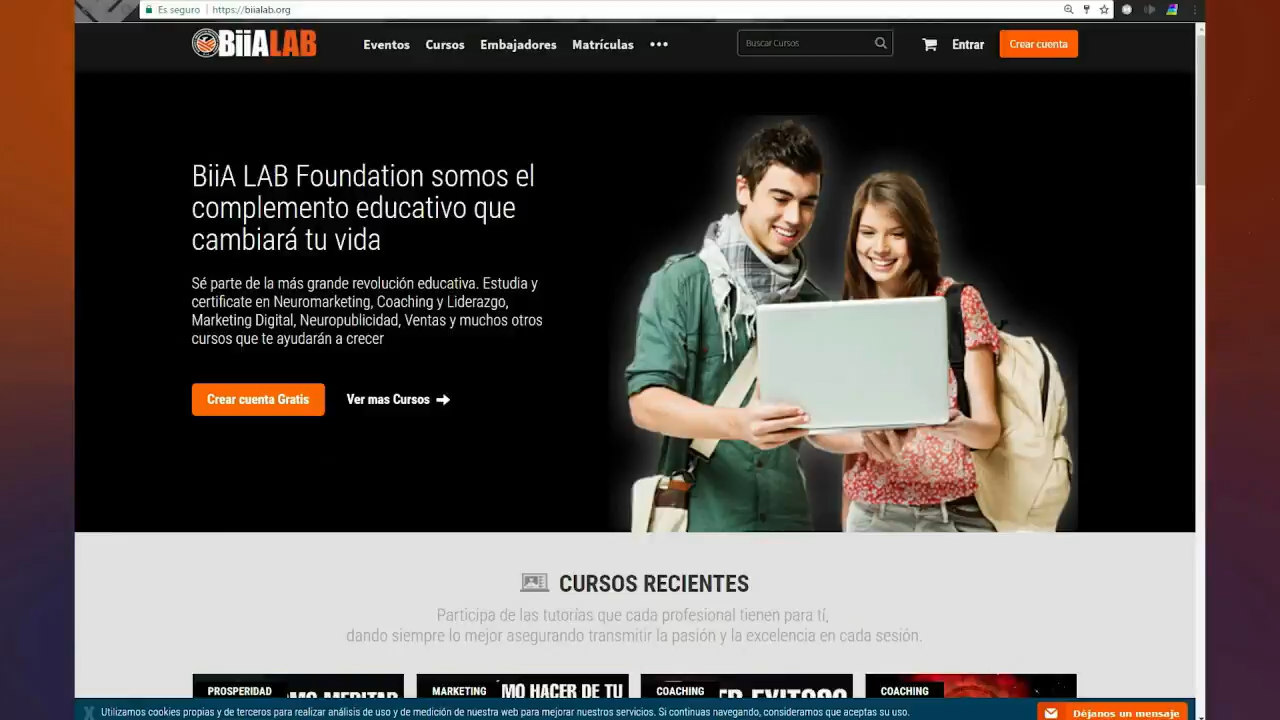 Es seguro https://biialab.org
BiiALAB Eventos Cursos Embajadores Matrículas ••• Buscar Cursos Entrar Crear cuenta
BiiA LAB Foundation somos el
complemento educativo que
cambiará tu vida
Sé parte de la más grande revolución educativa. Estudia y
certificate en Neuromarketing, Coaching y Liderazgo,
Marketing Digital, Neuropublicidad, Ventas y muchos otros
cursos que te ayudarán a crecer
Crear cuenta Gratis Ver mas Cursos
CURSOS RECIENTES
Participa de las tutorías que cada profesional tienen para tí,
dando siempre lo mejor asegurando transmitir la pasión y la excelencia en cada sesión.
PROSPERIDAD MARKETING MO HACER DE TU COACHING COACHING
X Utilizamos cookies propias y de terceros para realizar análisis de uso y de medición de nuestra web para mejorar nuestros servicios. Si continuas navegando, consideramos que aceptas su uso.
Déjanos un mensaje